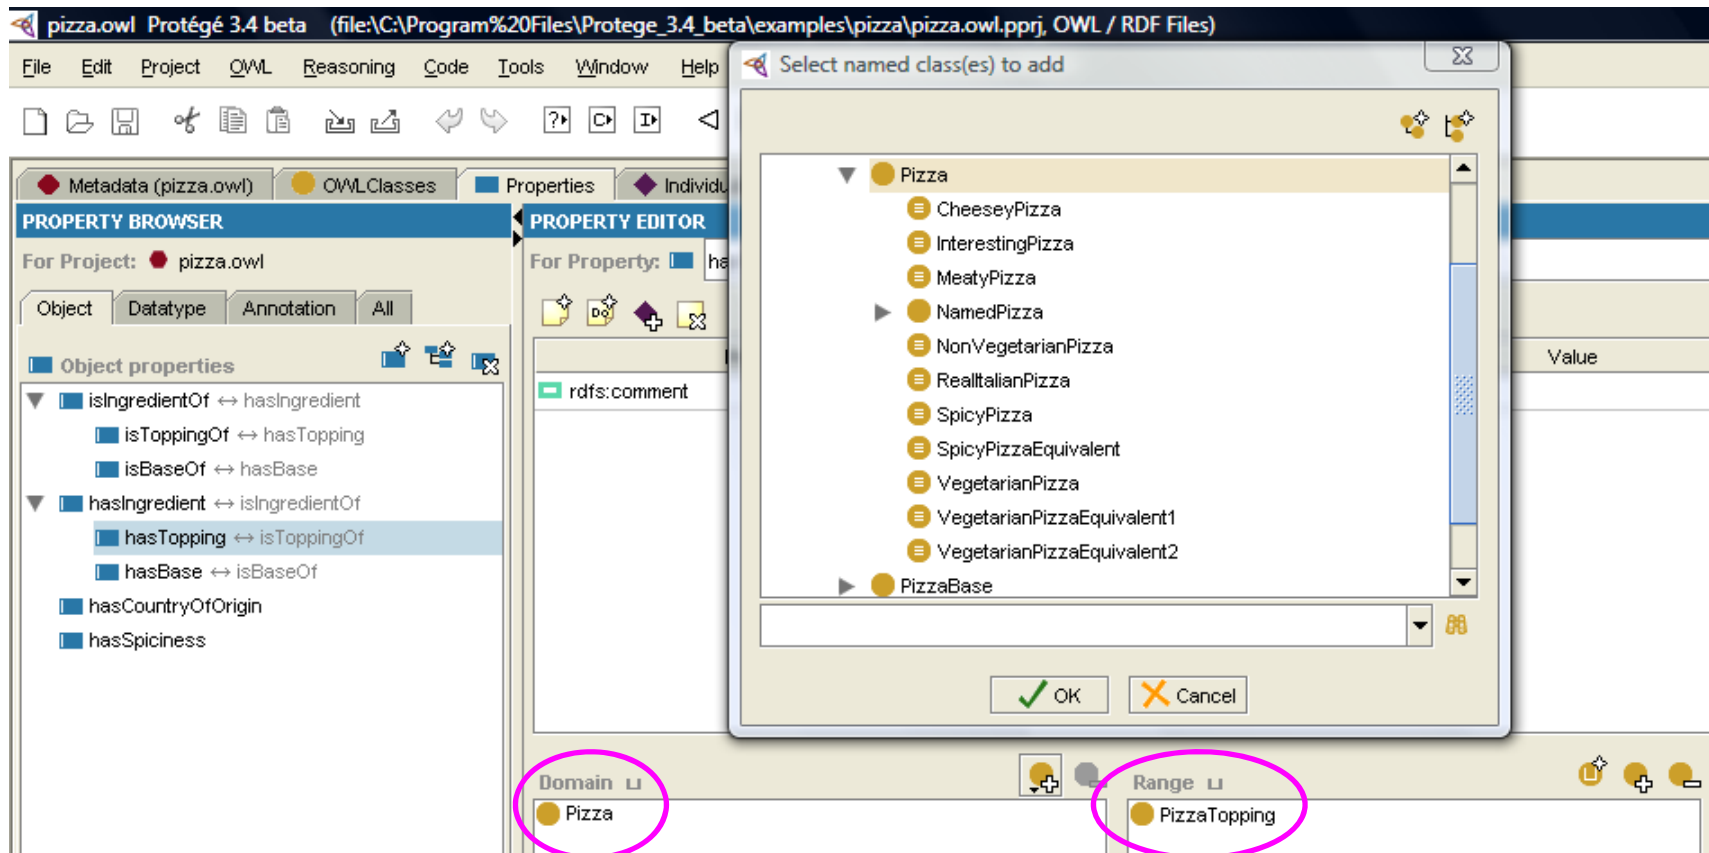 pizza.owl Protégé 3.4 beta (file:\C:\Program%20Files\Protege_3.4_beta\examples\pizza\pizza.owl.pprj, OWL / RDF Files)
File Edit Project OWL Reasoning Code Tools Window Help
Select named class(es) to add
Metadata (pizza.owl) OWLClasses Properties Individu
PROPERTY BROWSER
For Project: pizza.owl
Object Datatype Annotation All
Object properties
isIngredientOf ↔ hasIngredient
isToppingOf ↔ hasTopping
isBaseOf ↔ hasBase
hasIngredient ↔ isIngredientOf
hasTopping ↔ isToppingOf
hasBase ↔ isBaseOf
hasCountryOfOrigin
hasSpiciness
PROPERTY EDITOR
For Property: ha
Value
rdfs:comment
Pizza
CheeseyPizza
InterestingPizza
MeatyPizza
NamedPizza
NonVegetarianPizza
RealItalianPizza
SpicyPizza
SpicyPizzaEquivalent
VegetarianPizza
VegetarianPizzaEquivalent1
VegetarianPizzaEquivalent2
PizzaBase
OK Cancel
Domain ⊔
Pizza
Range ⊔
PizzaTopping